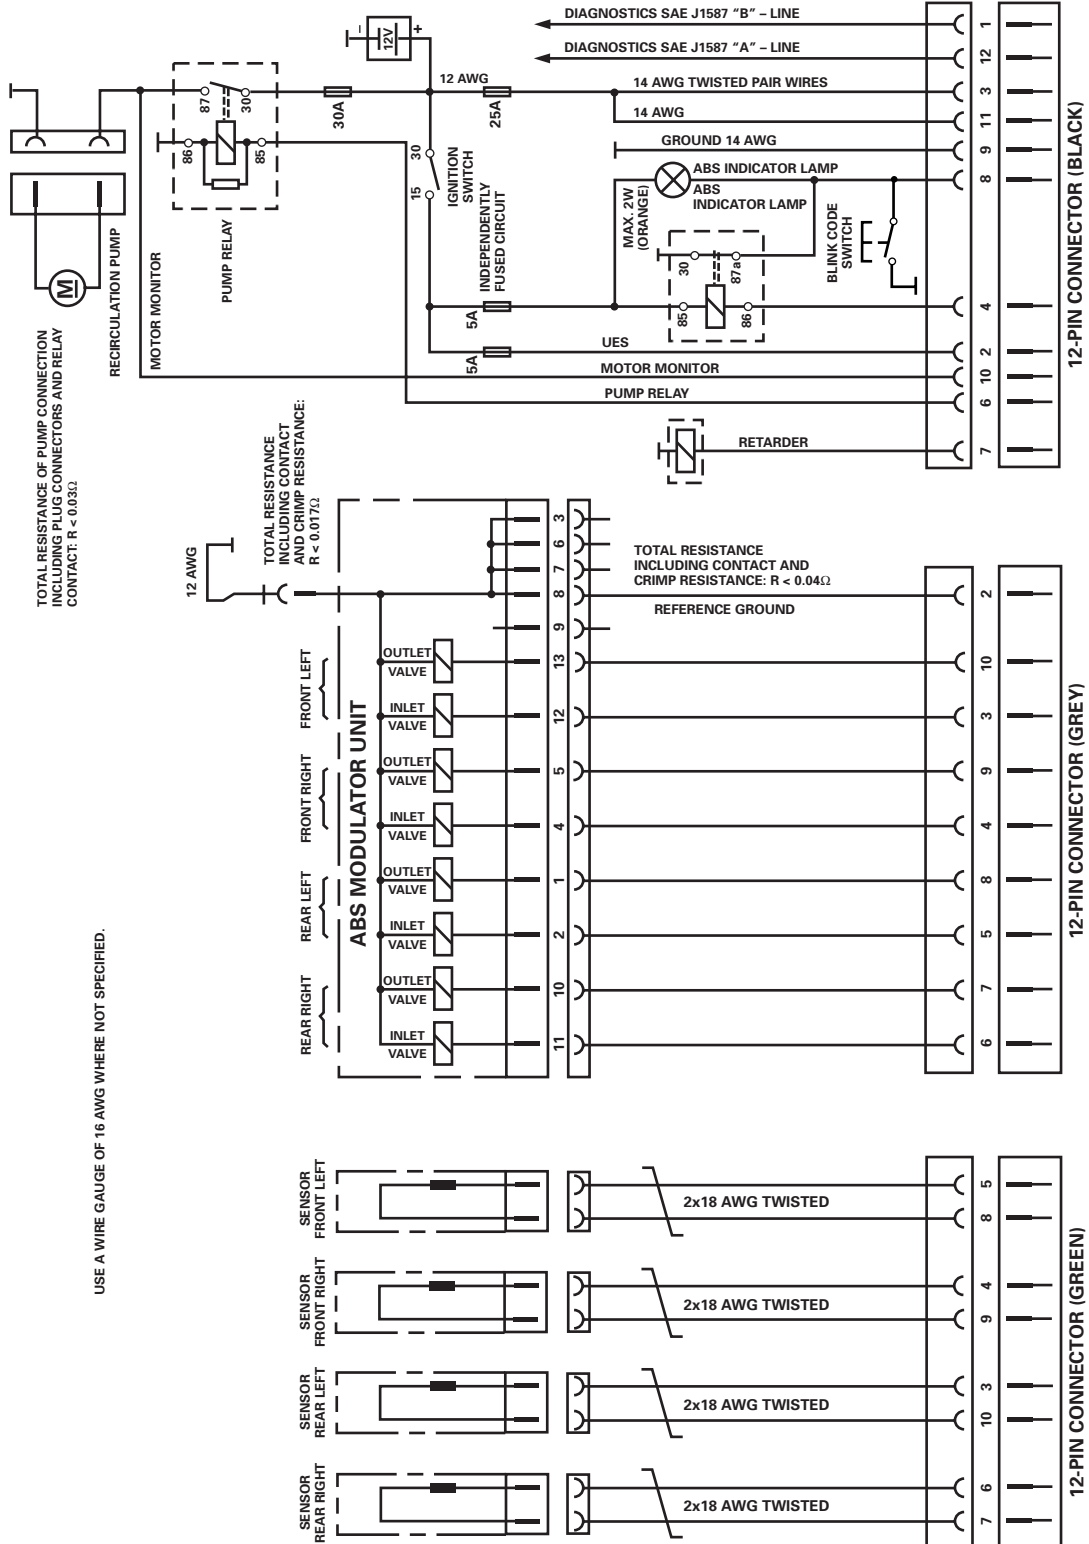 DIAGNOSTICS SAE J1587 “B” – LINE
DIAGNOSTICS SAE J1587 “A” – LINE
– 12V +
12 AWG
14 AWG TWISTED PAIR WIRES
14 AWG
GROUND 14 AWG
30A
25A
87
30
86
85
PUMP RELAY
M
RECIRCULATION PUMP
MOTOR MONITOR
30
15
IGNITION
SWITCH
INDEPENDENTLY
FUSED CIRCUIT
5A
5A
MAX. 2W
(ORANGE)
ABS INDICATOR LAMP
ABS
INDICATOR LAMP
30
87a
85
86
BLINK CODE
SWITCH
UES
MOTOR MONITOR
PUMP RELAY
RETARDER
1
12
3
11
9
8
4
2
10
6
7
12-PIN CONNECTOR (BLACK)
TOTAL RESISTANCE OF PUMP CONNECTION
INCLUDING PLUG CONNECTORS AND RELAY
CONTACT: R < 0.03Ω
12 AWG
TOTAL RESISTANCE
INCLUDING CONTACT
AND CRIMP RESISTANCE:
R < 0.017Ω
TOTAL RESISTANCE
INCLUDING CONTACT AND
CRIMP RESISTANCE: R < 0.04Ω
REFERENCE GROUND
ABS MODULATOR UNIT
FRONT LEFT
OUTLET
VALVE
INLET
VALVE
FRONT RIGHT
OUTLET
VALVE
INLET
VALVE
REAR LEFT
OUTLET
VALVE
INLET
VALVE
REAR RIGHT
OUTLET
VALVE
INLET
VALVE
3
6
7
8
9
13
12
5
4
1
2
10
11
2
10
3
9
4
8
5
7
6
12-PIN CONNECTOR (GREY)
USE A WIRE GAUGE OF 16 AWG WHERE NOT SPECIFIED.
SENSOR
FRONT LEFT
2x18 AWG TWISTED
5
8
SENSOR
FRONT RIGHT
2x18 AWG TWISTED
4
9
SENSOR
REAR LEFT
2x18 AWG TWISTED
3
10
SENSOR
REAR RIGHT
2x18 AWG TWISTED
6
7
12-PIN CONNECTOR (GREEN)